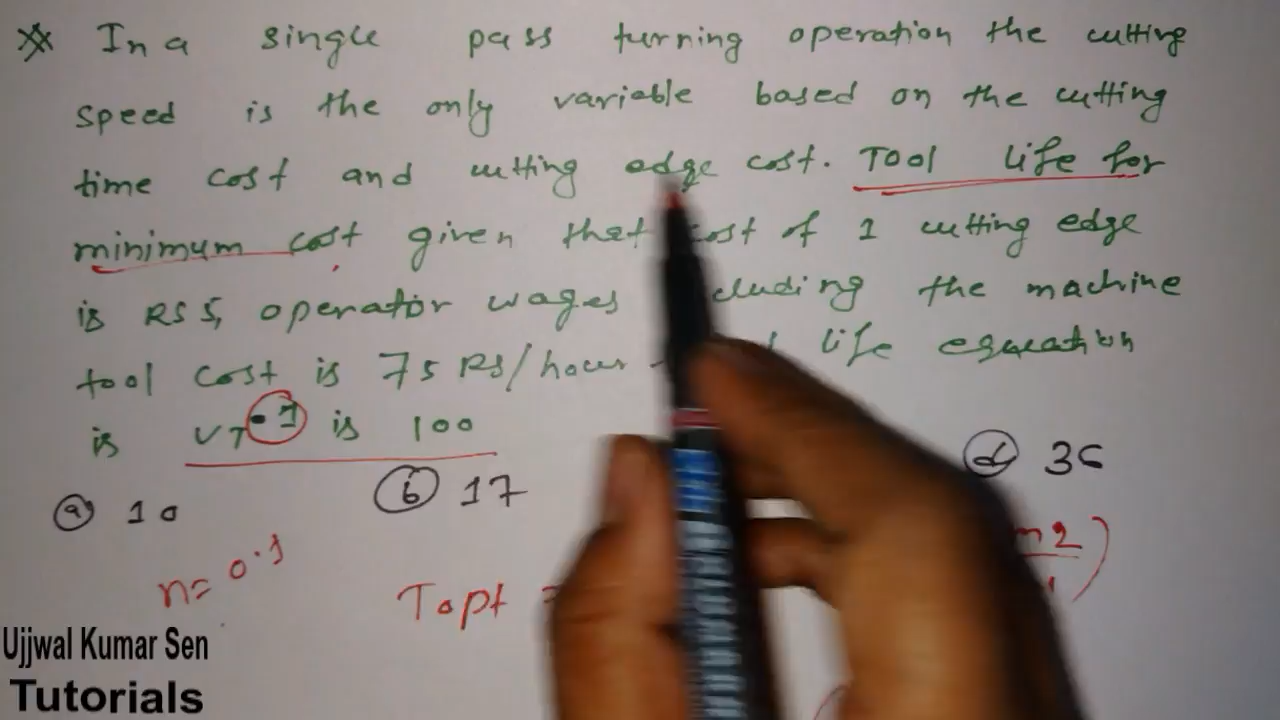 In a single pass turning operation the cutting
speed is the only variable based on the cutting
time cost and cutting edge cost. Tool life for
minimum cost given that cost of 1 cutting edge
is RS 5, operator wages cluding the machine
tool cost is 75 RS/hour life equation
is VT^.1 is 100
(a) 10 (b) 17 (d) 36
n = 0.1
Topt
Ujjwal Kumar Sen
Tutorials